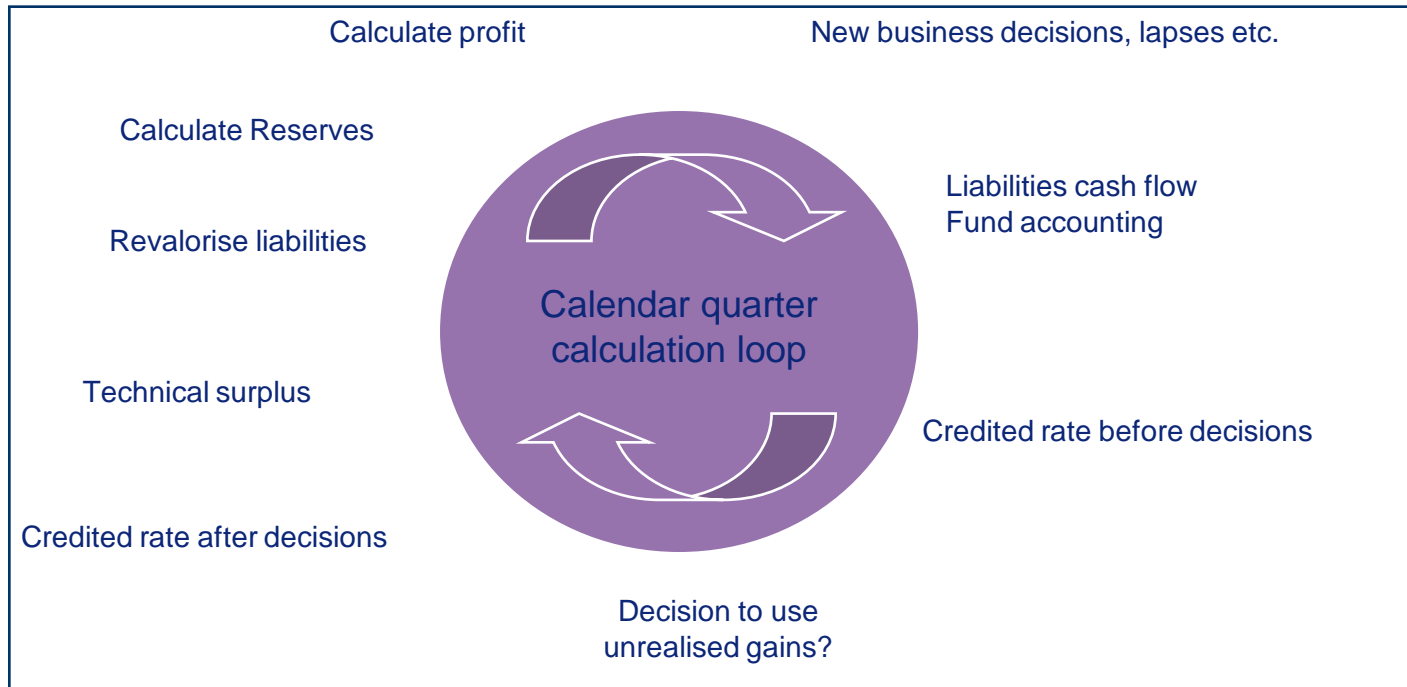 Calculate profit
New business decisions, lapses etc.
Calculate Reserves
Liabilities cash flow
Fund accounting
Revalorise liabilities
Calendar quarter
calculation loop
Technical surplus
Credited rate before decisions
Credited rate after decisions
Decision to use
unrealised gains?